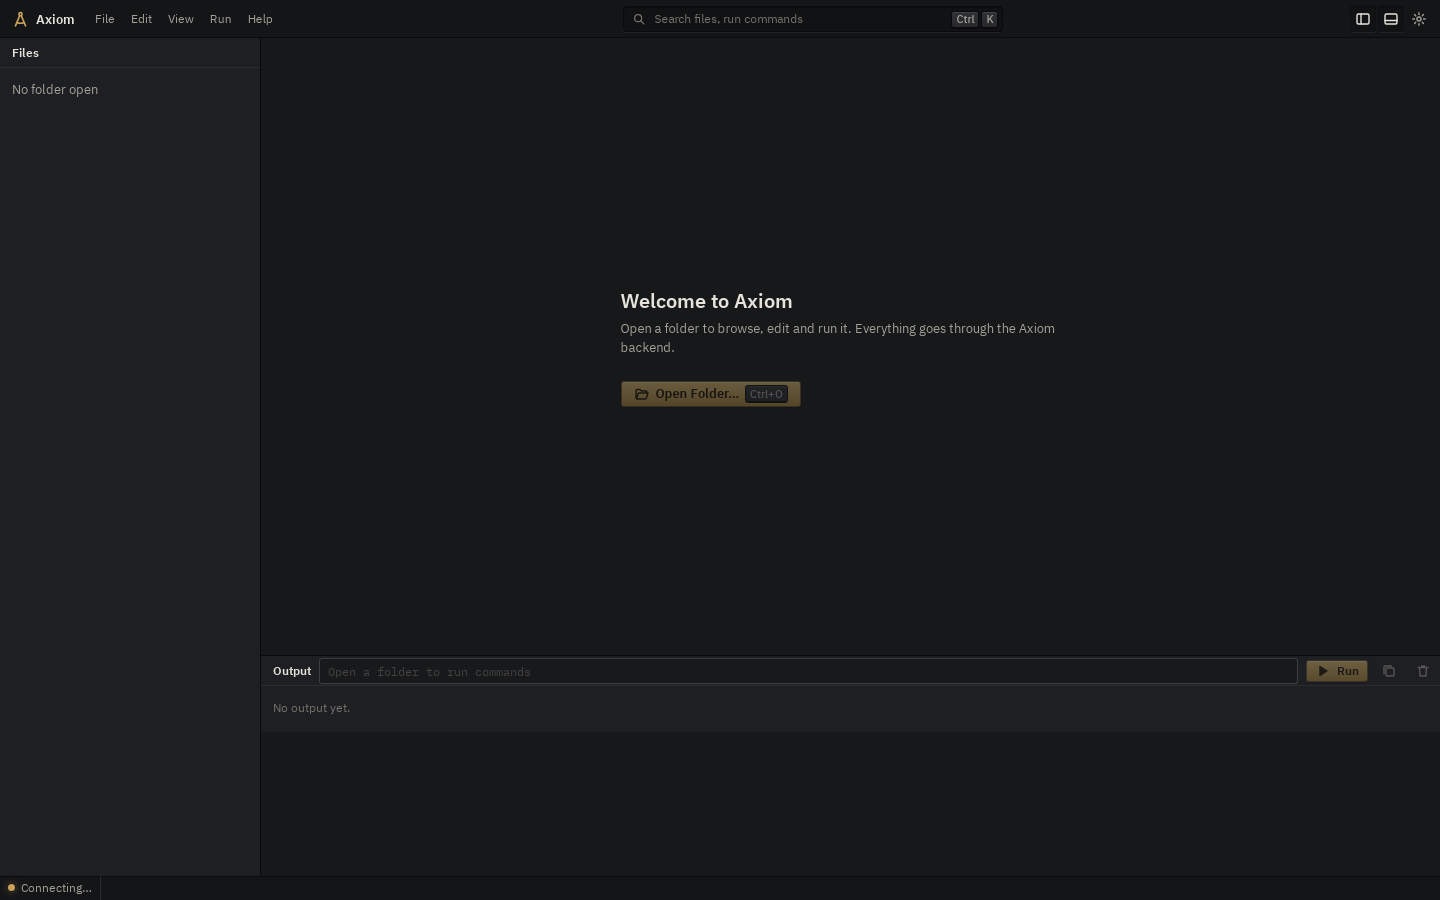 Axiom File Edit View Run Help Search files, run commands Ctrl K
Files
No folder open
Welcome to Axiom
Open a folder to browse, edit and run it. Everything goes through the Axiom
backend.
Open Folder... Ctrl+O
Output Open a folder to run commands Run
No output yet.
Connecting...